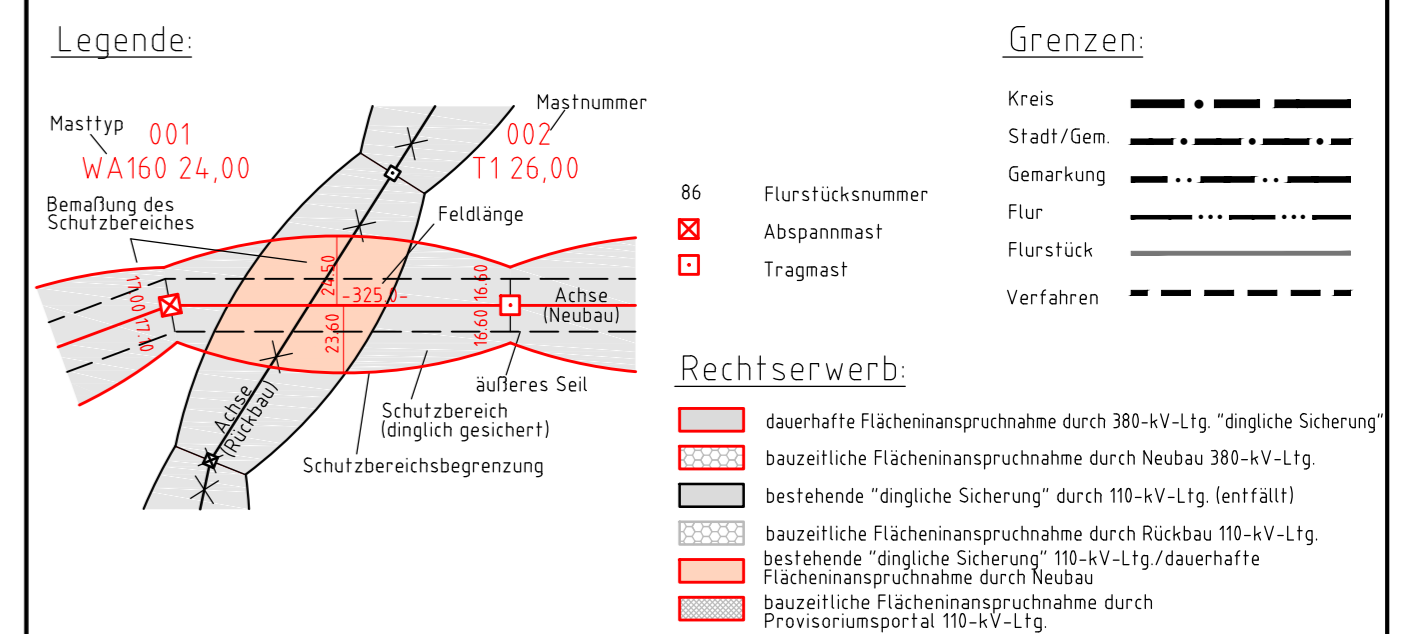 Legende:
Masttyp
001
WA160 24,00
Mastnummer
002
T1 26,00
Bemaßung des
Schutzbereiches
Feldlänge
24.50
-325.0-
23.60
17.00
17.10
16.60
16.60
Achse
(Neubau)
äußeres Seil
Schutzbereich
(dinglich gesichert)
Achse
(Rückbau)
Schutzbereichsbegrenzung
86 Flurstücksnummer
Abspannmast
Tragmast
Grenzen:
Kreis
Stadt/Gem.
Gemarkung
Flur
Flurstück
Verfahren
Rechtserwerb:
dauerhafte Flächeninanspruchnahme durch 380-kV-Ltg. "dingliche Sicherung"
bauzeitliche Flächeninanspruchnahme durch Neubau 380-kV-Ltg.
bestehende "dingliche Sicherung" durch 110-kV-Ltg. (entfällt)
bauzeitliche Flächeninanspruchnahme durch Rückbau 110-kV-Ltg.
bestehende "dingliche Sicherung" 110-kV-Ltg./dauerhafte
Flächeninanspruchnahme durch Neubau
bauzeitliche Flächeninanspruchnahme durch
Provisoriumsportal 110-kV-Ltg.